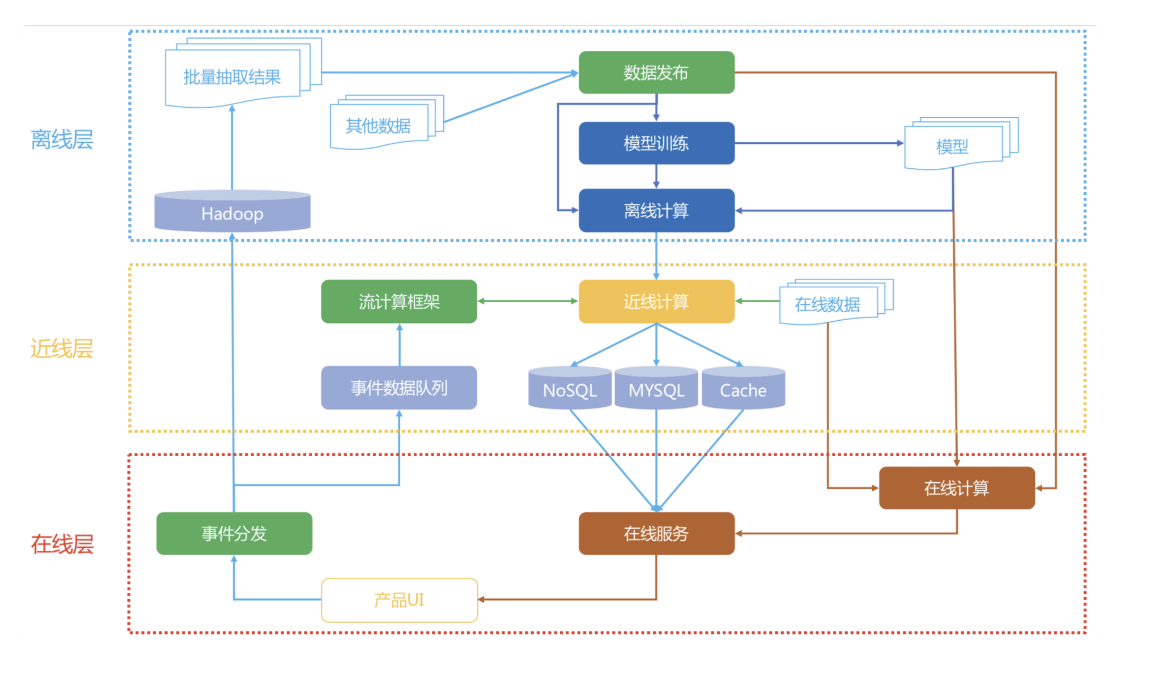 批量抽取结果
数据发布
其他数据
离线层
模型训练
模型
Hadoop
离线计算
流计算框架
近线计算
在线数据
近线层
事件数据队列
NoSQL
MYSQL
Cache
在线计算
事件分发
在线服务
在线层
产品UI